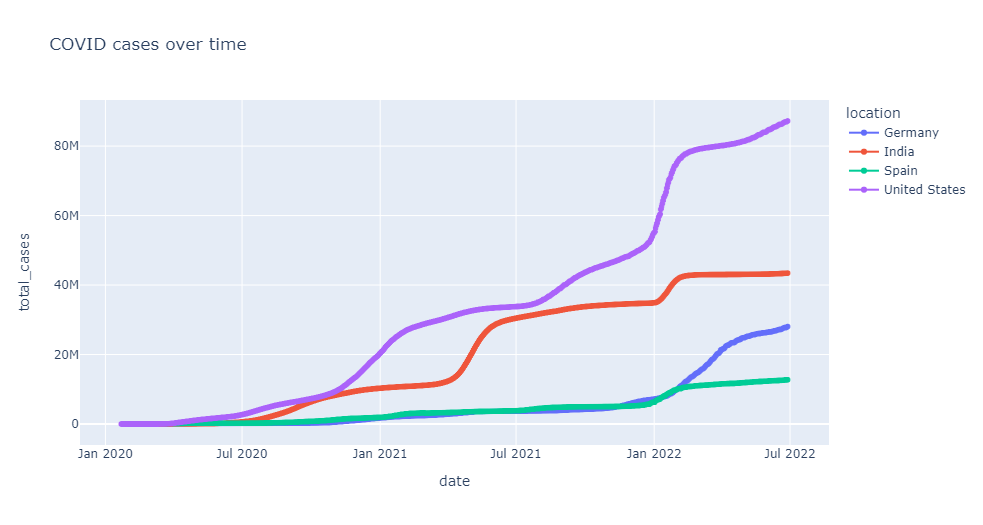 COVID cases over time
location
Germany
India
Spain
United States
80M
60M
40M
20M
0
total_cases
Jan 2020
Jul 2020
Jan 2021
Jul 2021
Jan 2022
Jul 2022
date